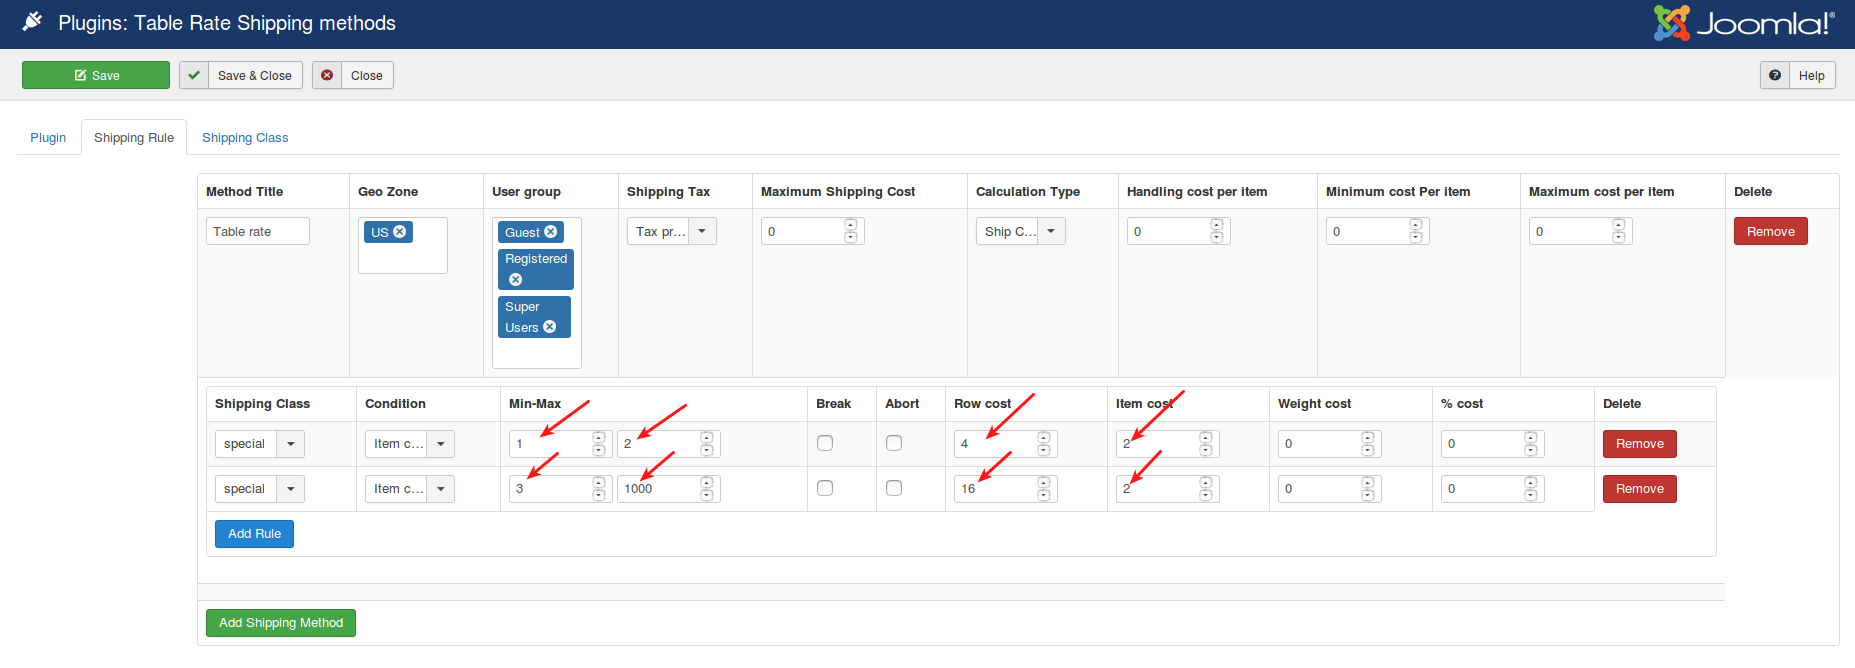 Plugins: Table Rate Shipping methods
Joomla!®
Save
Save & Close
Close
Help
Plugin
Shipping Rule
Shipping Class
Method Title Geo Zone User group Shipping Tax Maximum Shipping Cost Calculation Type Handling cost per item Minimum cost Per item Maximum cost per item Delete
Table rate US Guest Tax pr... 0 Ship C... 0 0 0 Remove
Registered
Super
Users
Shipping Class Condition Min-Max Break Abort Row cost Item cost Weight cost % cost Delete
special Item c... 1 2 4 2 0 0 Remove
special Item c... 3 1000 16 2 0 0 Remove
Add Rule
Add Shipping Method